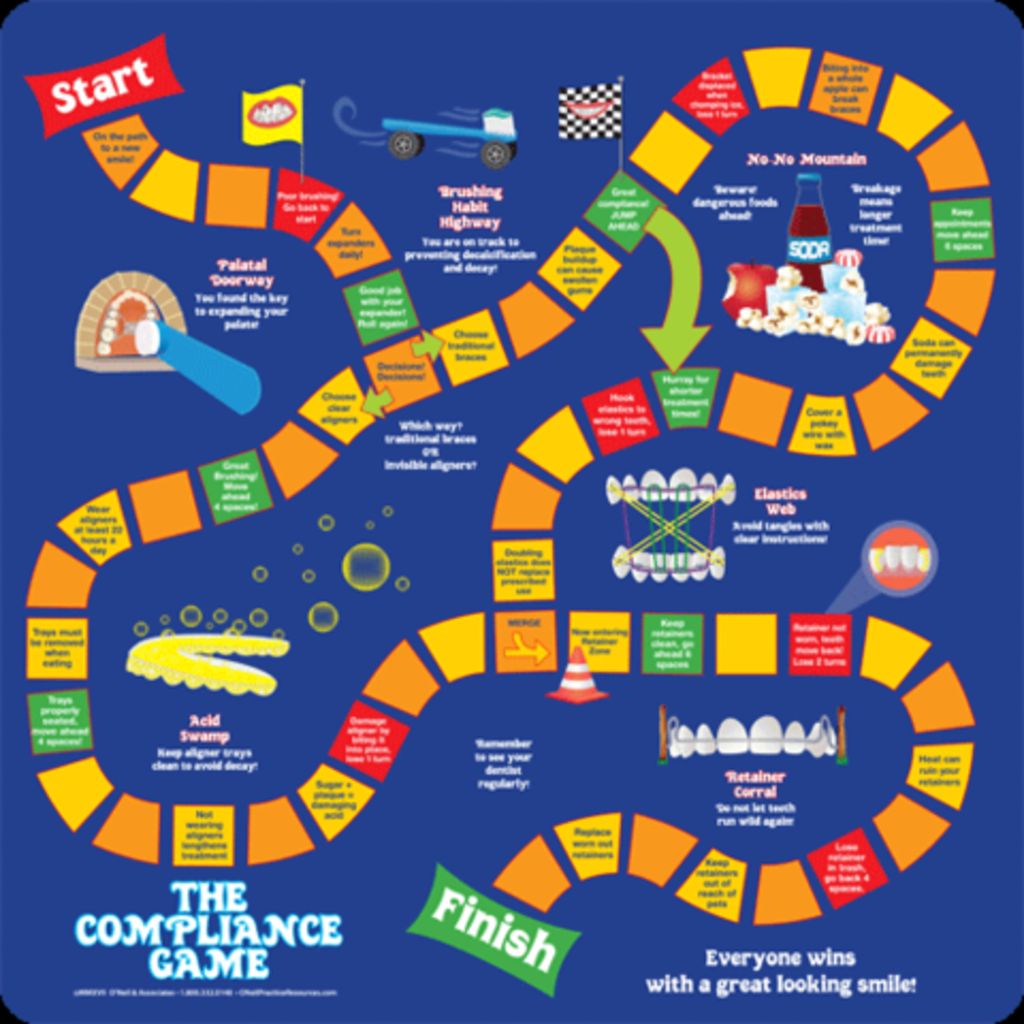 Start
On the path
to a new
smile!
Poor brushing!
Go back to
start
Turn
expanders
daily!
Good job
with your
expander!
Roll again!
Decisions!
Decisions!
Choose
traditional
braces
Choose
clear
aligners
Which way?
traditional braces
OR
invisible aligners?
Palatal
Doorway
You found the key
to expanding your
palate!
Brushing
Habit
Highway
You are on track to
preventing decalcification
and decay!
Plaque
buildup
can cause
swollen
gums
Great
compliance!
JUMP
AHEAD
Bracket
displaced
when
chomping ice,
lose 1 turn
Biting into
a whole
apple can
break
braces
No-No Mountain
Beware!
dangerous foods
ahead!
Breakage
means
longer
treatment
time!
SODA
Keep
appointments
move ahead
6 spaces
Soda can
permanently
damage
teeth
Cover a
pokey
wire with
wax
Hurray for
shorter
treatment
times!
Hook
elastics to
wrong teeth,
lose 1 turn
Elastics
Web
Avoid tangles with
clear instructions!
Doubling
elastics does
NOT replace
prescribed
use
MERGE
Great
Brushing!
Move
ahead
4 spaces!
Wear
aligners
at least 22
hours a
day
Trays must
be removed
when
eating
Trays
properly
seated,
move ahead
4 spaces!
Acid
Swamp
Keep aligner trays
clean to avoid decay!
Not
wearing
aligners
lengthens
treatment
Sugar +
plaque =
damaging
acid
Damage
aligner by
biting it
into place,
lose 1 turn
Now entering
Retainer
Zone
Keep
retainers
clean, go
ahead 6
spaces
Retainer not
worn, teeth
move back!
Lose 2 turns
Heat can
ruin your
retainers
Retainer
Corral
Do not let teeth
run wild again!
Remember
to see your
dentist
regularly!
Lose
retainer
in trash,
go back 4
spaces.
Keep
retainers
out of
reach of
pets
Replace
worn out
retainers
Finish
THE
COMPLIANCE
GAME
Everyone wins
with a great looking smile!